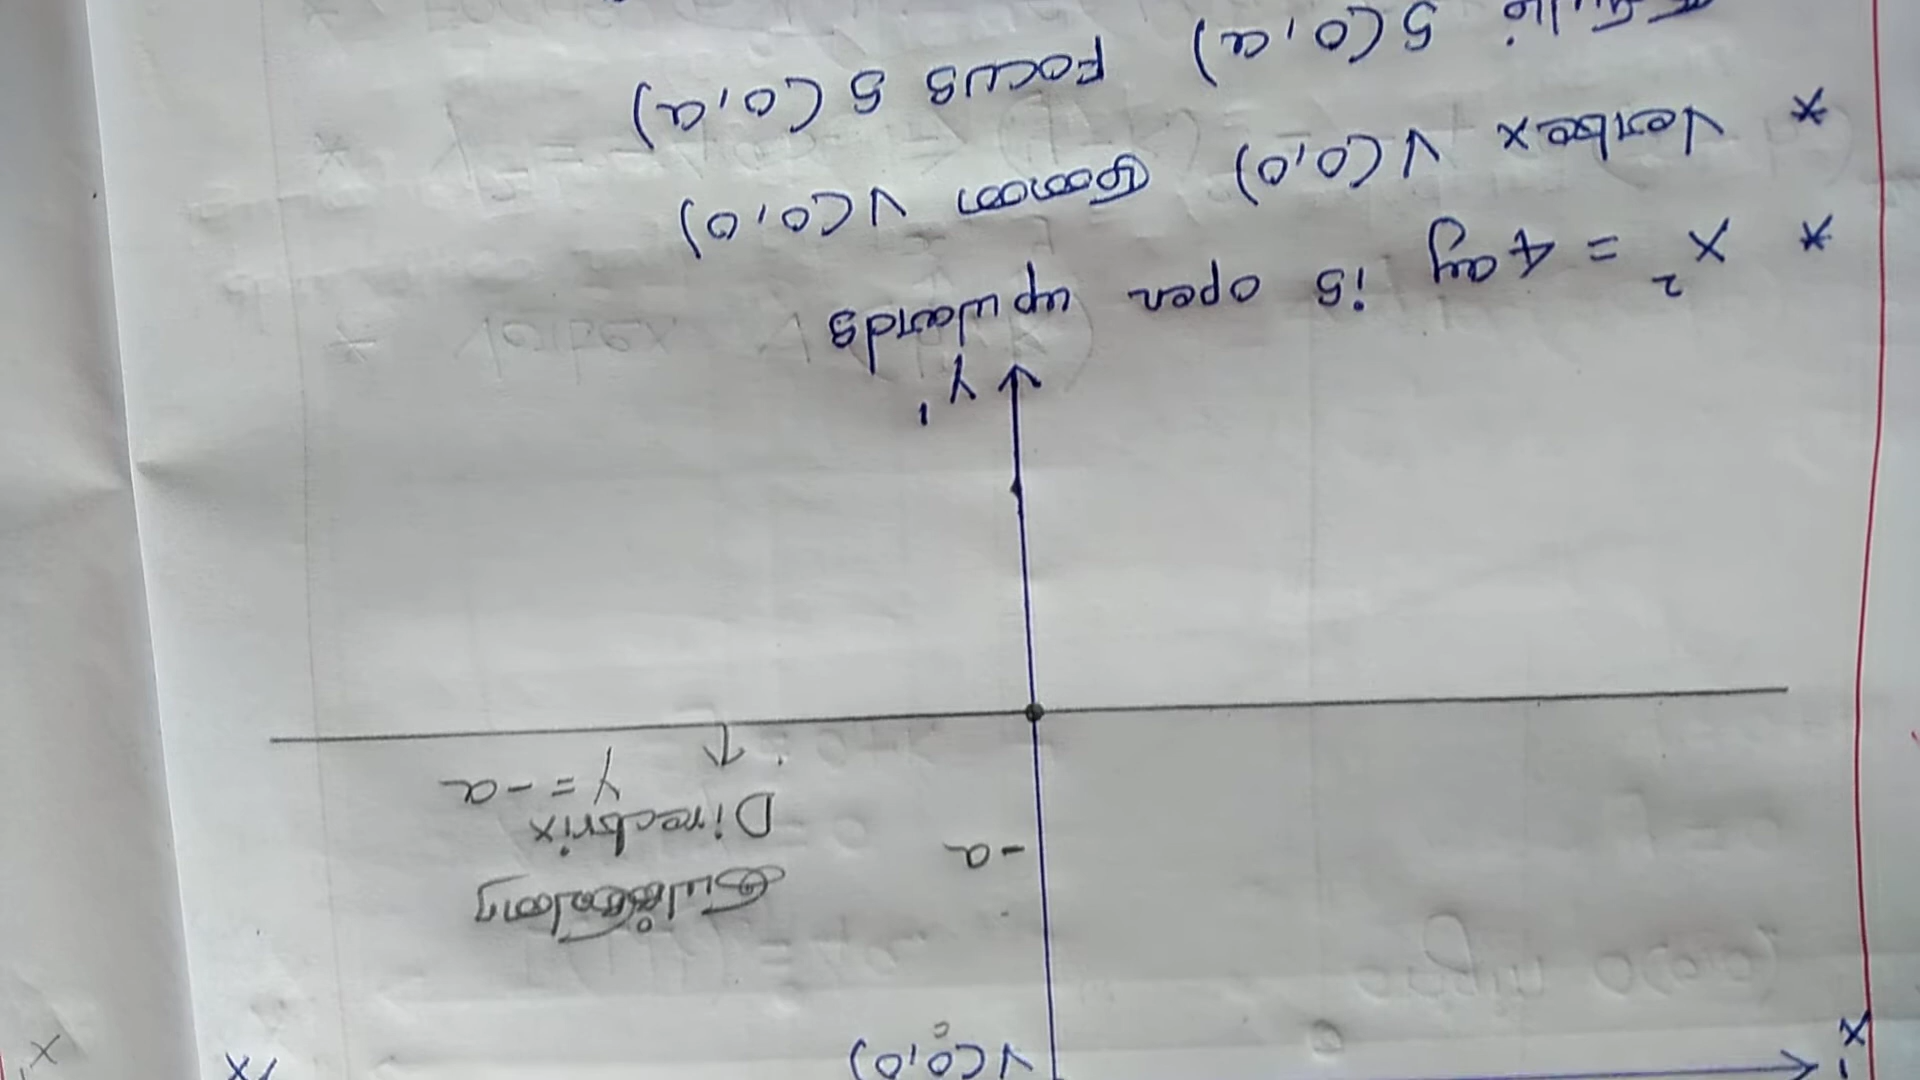 X' X
V(0,0)
-a
இயக்குவரை
Directrix
y = -a
Y'
* x² = 4ay is open upwards
* Vertex V(0,0) முனை V(0,0)
குவியம் S(0,a) Focus S(0,a)